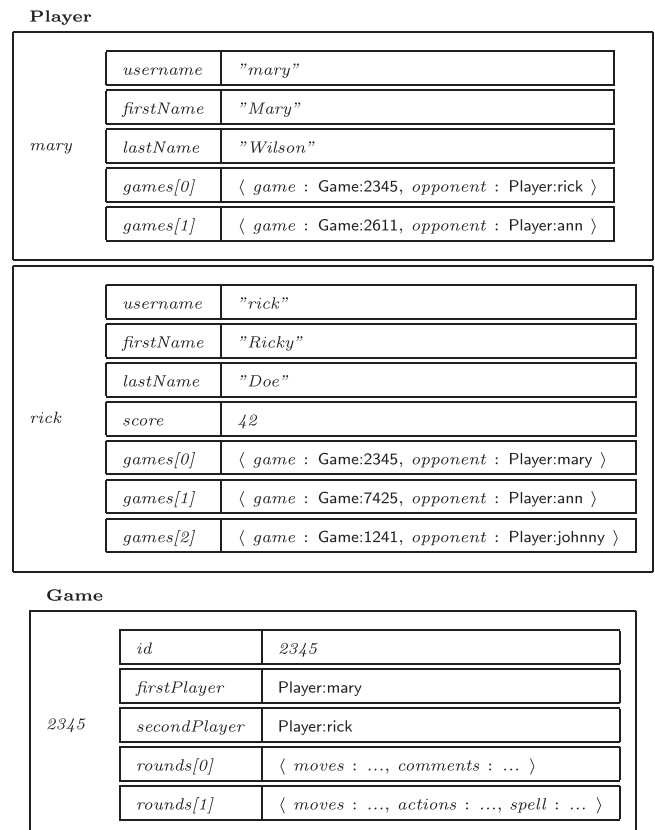 Player
mary
username "mary"
firstName "Mary"
lastName "Wilson"
games[0] ⟨ game : Game:2345, opponent : Player:rick ⟩
games[1] ⟨ game : Game:2611, opponent : Player:ann ⟩
rick
username "rick"
firstName "Ricky"
lastName "Doe"
score 42
games[0] ⟨ game : Game:2345, opponent : Player:mary ⟩
games[1] ⟨ game : Game:7425, opponent : Player:ann ⟩
games[2] ⟨ game : Game:1241, opponent : Player:johnny ⟩
Game
2345
id 2345
firstPlayer Player:mary
secondPlayer Player:rick
rounds[0] ⟨ moves : ..., comments : ... ⟩
rounds[1] ⟨ moves : ..., actions : ..., spell : ... ⟩